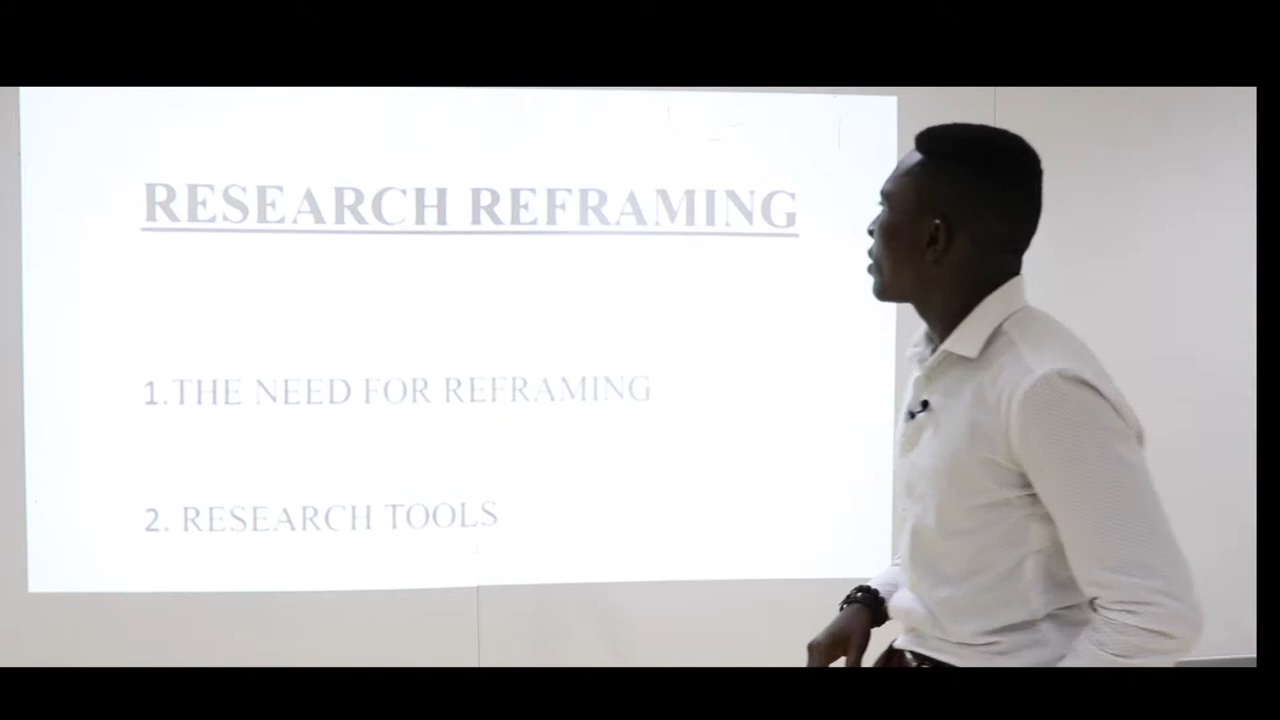 RESEARCH REFRAMING
1.THE NEED FOR REFRAMING
2. RESEARCH TOOLS